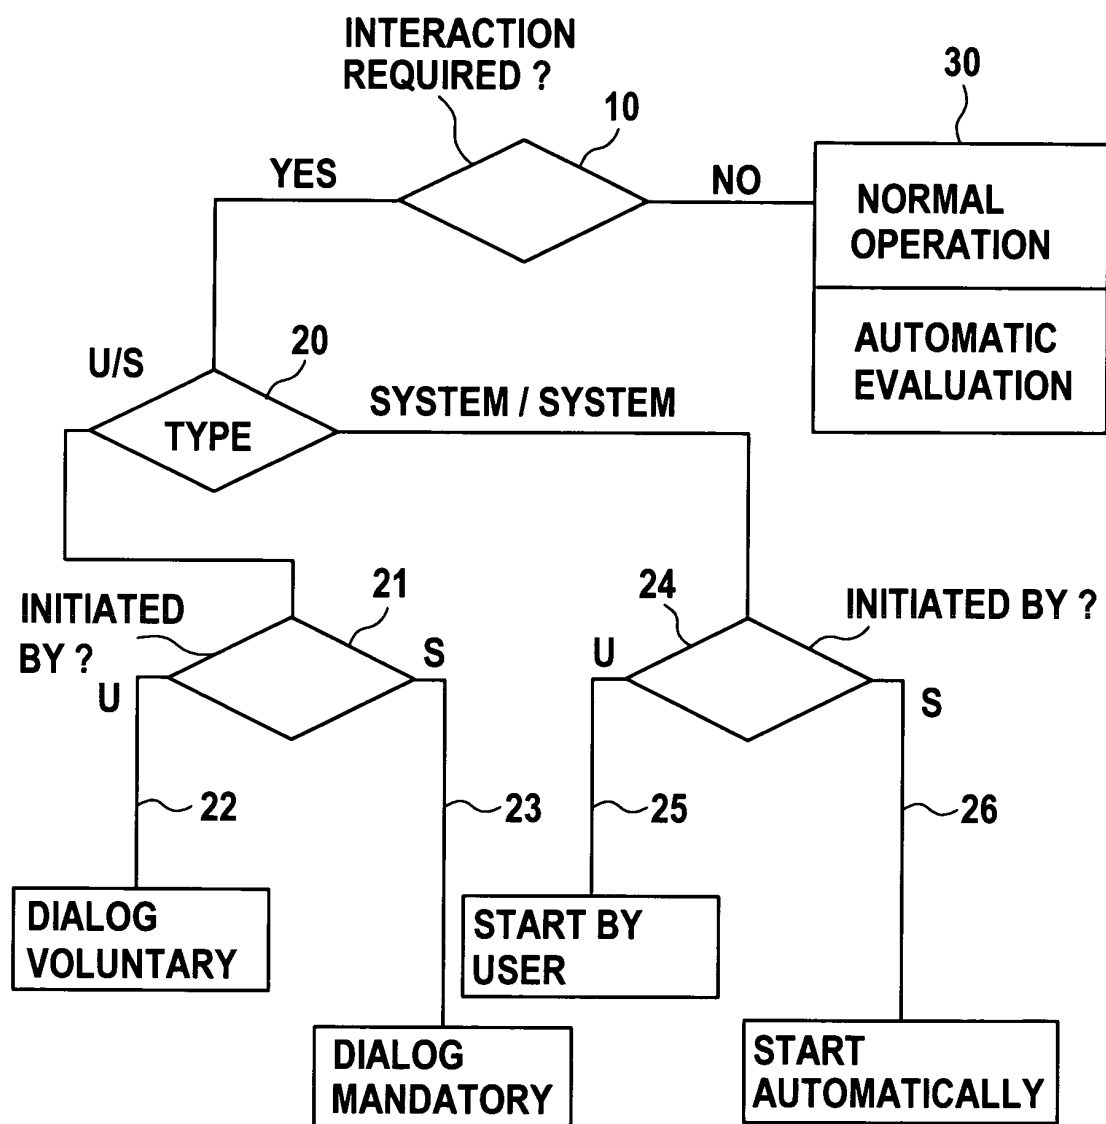 INTERACTION
REQUIRED ?
10
30
YES
NO
NORMAL
OPERATION
AUTOMATIC
EVALUATION
U/S
20
TYPE
SYSTEM / SYSTEM
INITIATED
BY ?
21
U
S
24
INITIATED BY ?
U
S
22
23
25
26
DIALOG
VOLUNTARY
DIALOG
MANDATORY
START BY
USER
START
AUTOMATICALLY